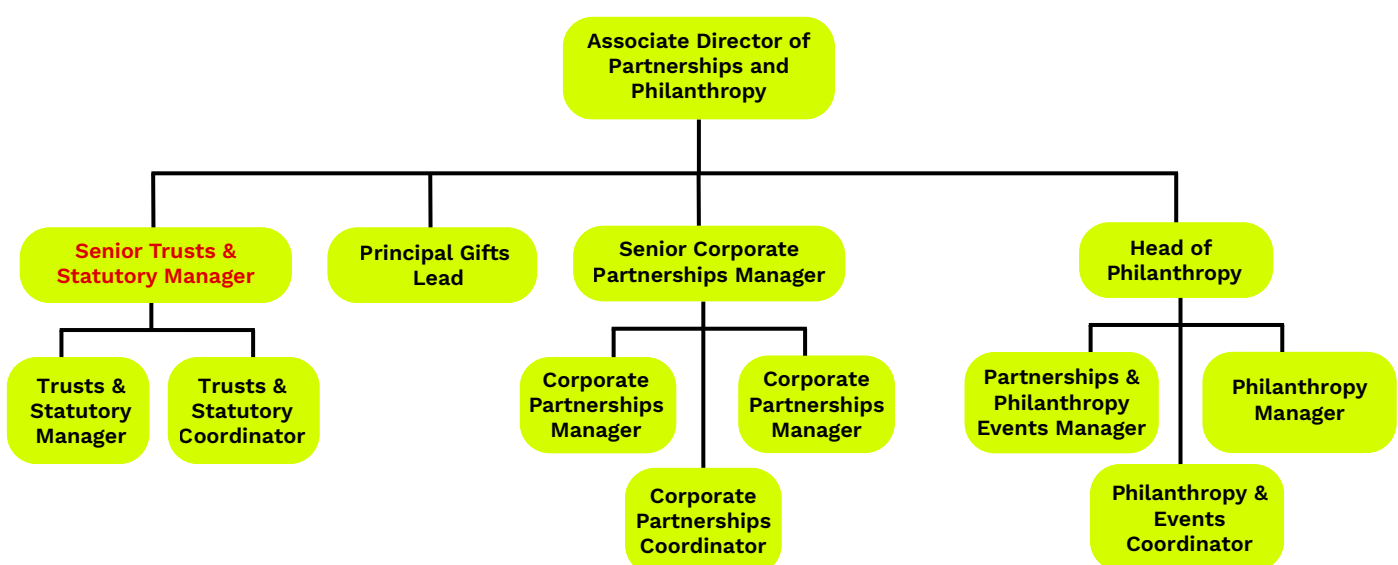 Associate Director of
Partnerships and
Philanthropy
Senior Trusts &
Statutory Manager
Principal Gifts
Lead
Senior Corporate
Partnerships Manager
Head of
Philanthropy
Trusts &
Statutory
Manager
Trusts &
Statutory
Coordinator
Corporate
Partnerships
Manager
Corporate
Partnerships
Manager
Corporate
Partnerships
Coordinator
Partnerships &
Philanthropy
Events Manager
Philanthropy
Manager
Philanthropy &
Events
Coordinator